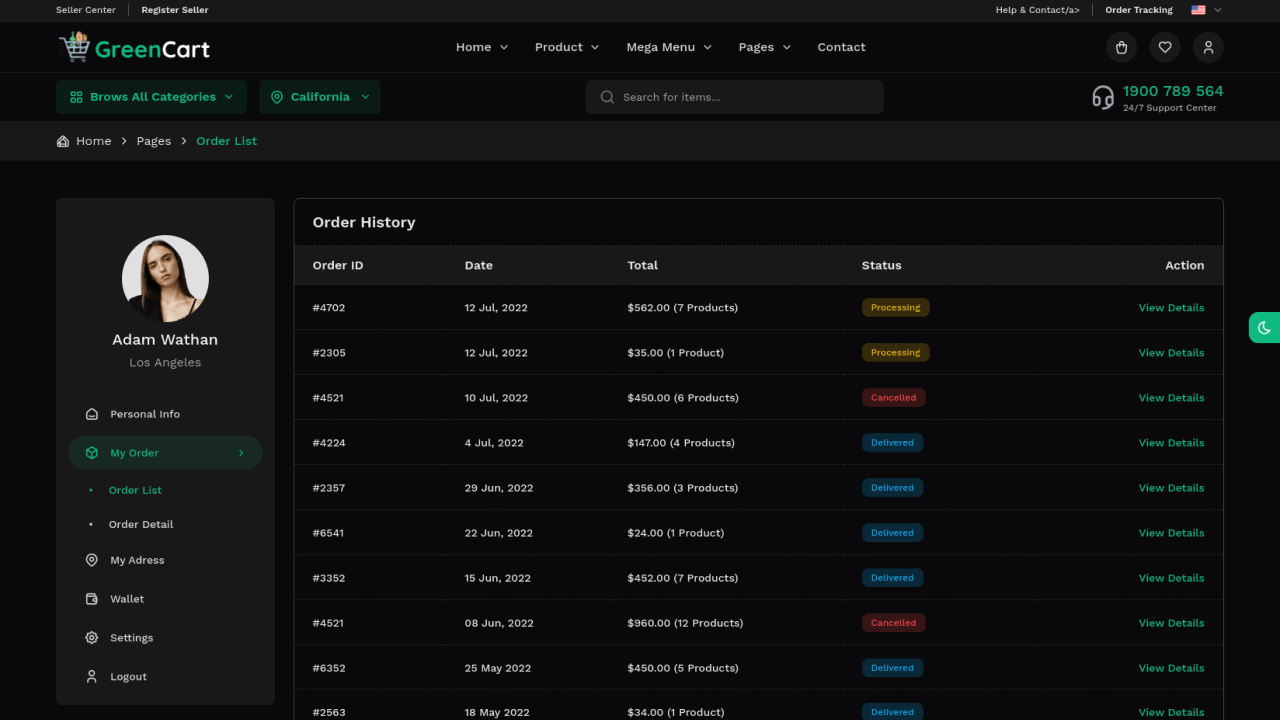 Seller Center Register Seller Help & Contact/a> Order Tracking
GreenCart Home Product Mega Menu Pages Contact
Brows All Categories California Search for items... 1900 789 564
24/7 Support Center
Home Pages Order List
Adam Wathan
Los Angeles
Personal Info
My Order
Order List
Order Detail
My Adress
Wallet
Settings
Logout
Order History
Order ID Date Total Status Action
#4702 12 Jul, 2022 $562.00 (7 Products) Processing View Details
#2305 12 Jul, 2022 $35.00 (1 Product) Processing View Details
#4521 10 Jul, 2022 $450.00 (6 Products) Cancelled View Details
#4224 4 Jul, 2022 $147.00 (4 Products) Delivered View Details
#2357 29 Jun, 2022 $356.00 (3 Products) Delivered View Details
#6541 22 Jun, 2022 $24.00 (1 Product) Delivered View Details
#3352 15 Jun, 2022 $452.00 (7 Products) Delivered View Details
#4521 08 Jun, 2022 $960.00 (12 Products) Cancelled View Details
#6352 25 May 2022 $450.00 (5 Products) Delivered View Details
#2563 18 May 2022 $34.00 (1 Product) Delivered View Details